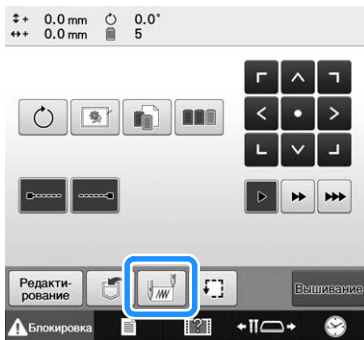 0.0 mm 0.0°
0.0 mm 5
Редакти-
рование
Вышивание
Блокировка